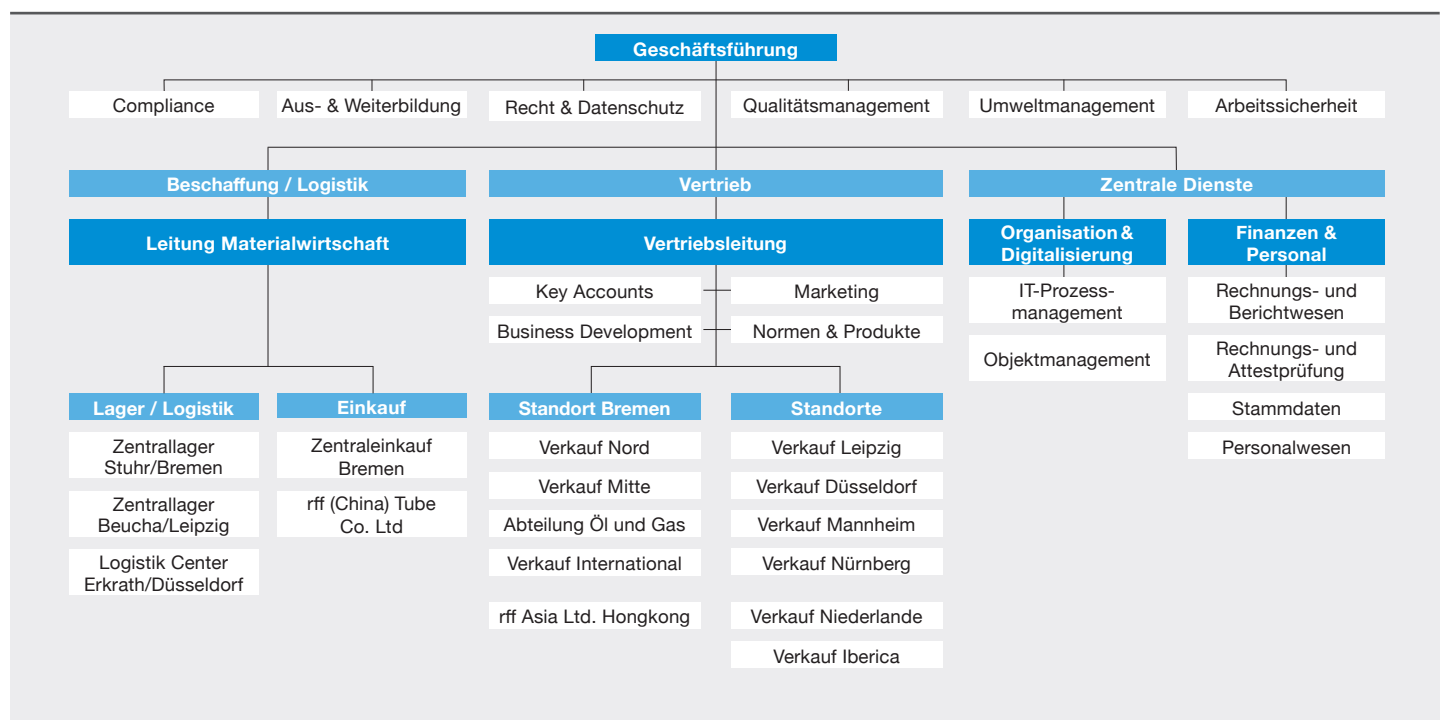 Geschäftsführung
Compliance
Aus- & Weiterbildung
Recht & Datenschutz
Qualitätsmanagement
Umweltmanagement
Arbeitssicherheit
Beschaffung / Logistik
Vertrieb
Zentrale Dienste
Leitung Materialwirtschaft
Vertriebsleitung
Organisation &
Digitalisierung
Finanzen &
Personal
Key Accounts
Marketing
Business Development
Normen & Produkte
IT-Prozess-
management
Objektmanagement
Rechnungs- und
Berichtwesen
Rechnungs- und
Attestprüfung
Stammdaten
Personalwesen
Lager / Logistik
Zentrallager
Stuhr/Bremen
Zentrallager
Beucha/Leipzig
Logistik Center
Erkrath/Düsseldorf
Einkauf
Zentraleinkauf
Bremen
rff (China) Tube
Co. Ltd
Standort Bremen
Verkauf Nord
Verkauf Mitte
Abteilung Öl und Gas
Verkauf International
rff Asia Ltd. Hongkong
Standorte
Verkauf Leipzig
Verkauf Düsseldorf
Verkauf Mannheim
Verkauf Nürnberg
Verkauf Niederlande
Verkauf Iberica